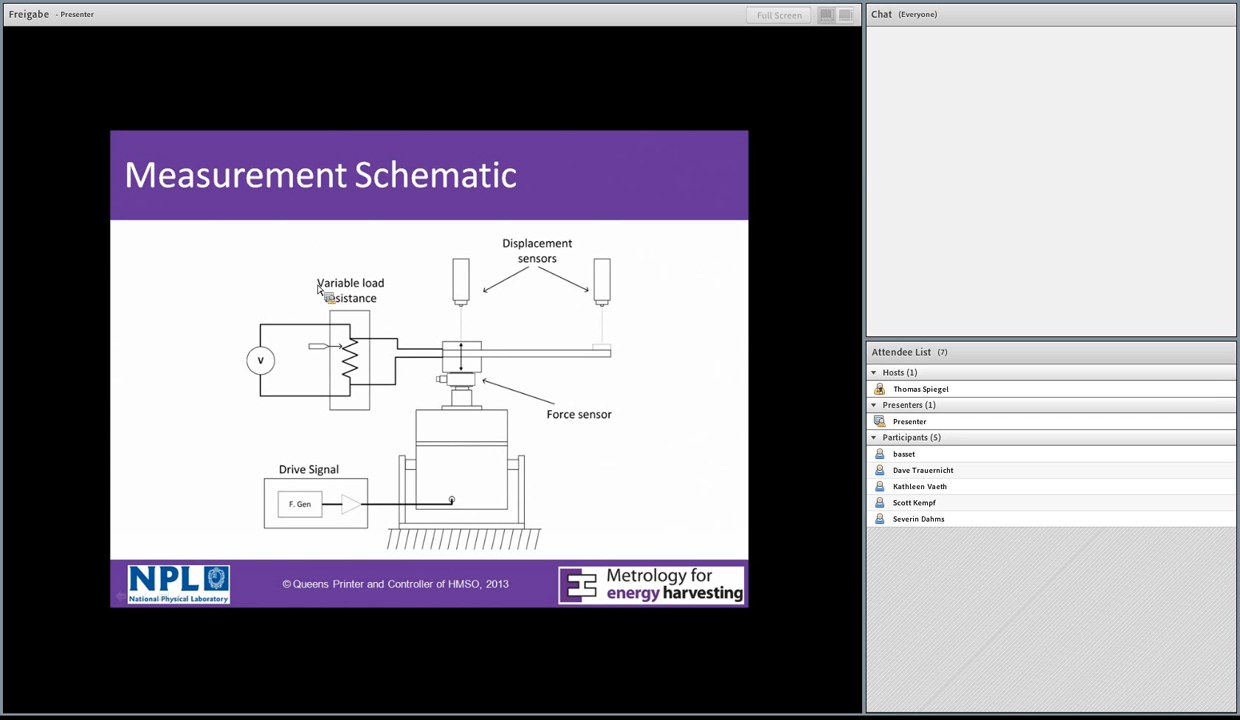 Freigabe - Presenter
Full Screen
Measurement Schematic
Displacement
sensors
Variable load
resistance
V
Force sensor
Drive Signal
F. Gen
NPL
National Physical Laboratory
© Queens Printer and Controller of HMSO, 2013
Metrology for
energy harvesting
Chat (Everyone)
Attendee List (7)
Hosts (1)
Thomas Spiegel
Presenters (1)
Presenter
Participants (5)
basset
Dave Trauernicht
Kathleen Vaeth
Scott Kempf
Severin Dahms